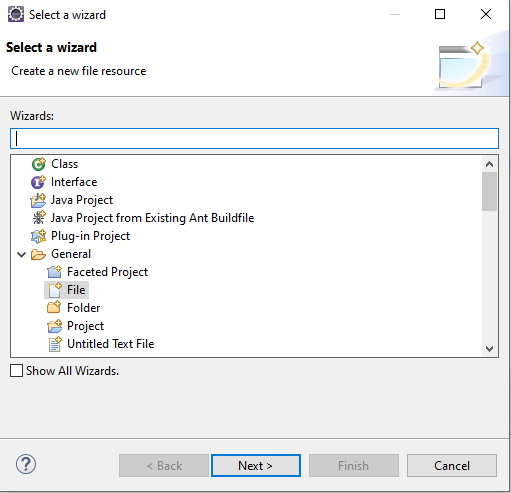 Select a wizard
Select a wizard
Create a new file resource
Wizards:
Class
Interface
Java Project
Java Project from Existing Ant Buildfile
Plug-in Project
General
Faceted Project
File
Folder
Project
Untitled Text File
Show All Wizards.
? < Back Next > Finish Cancel